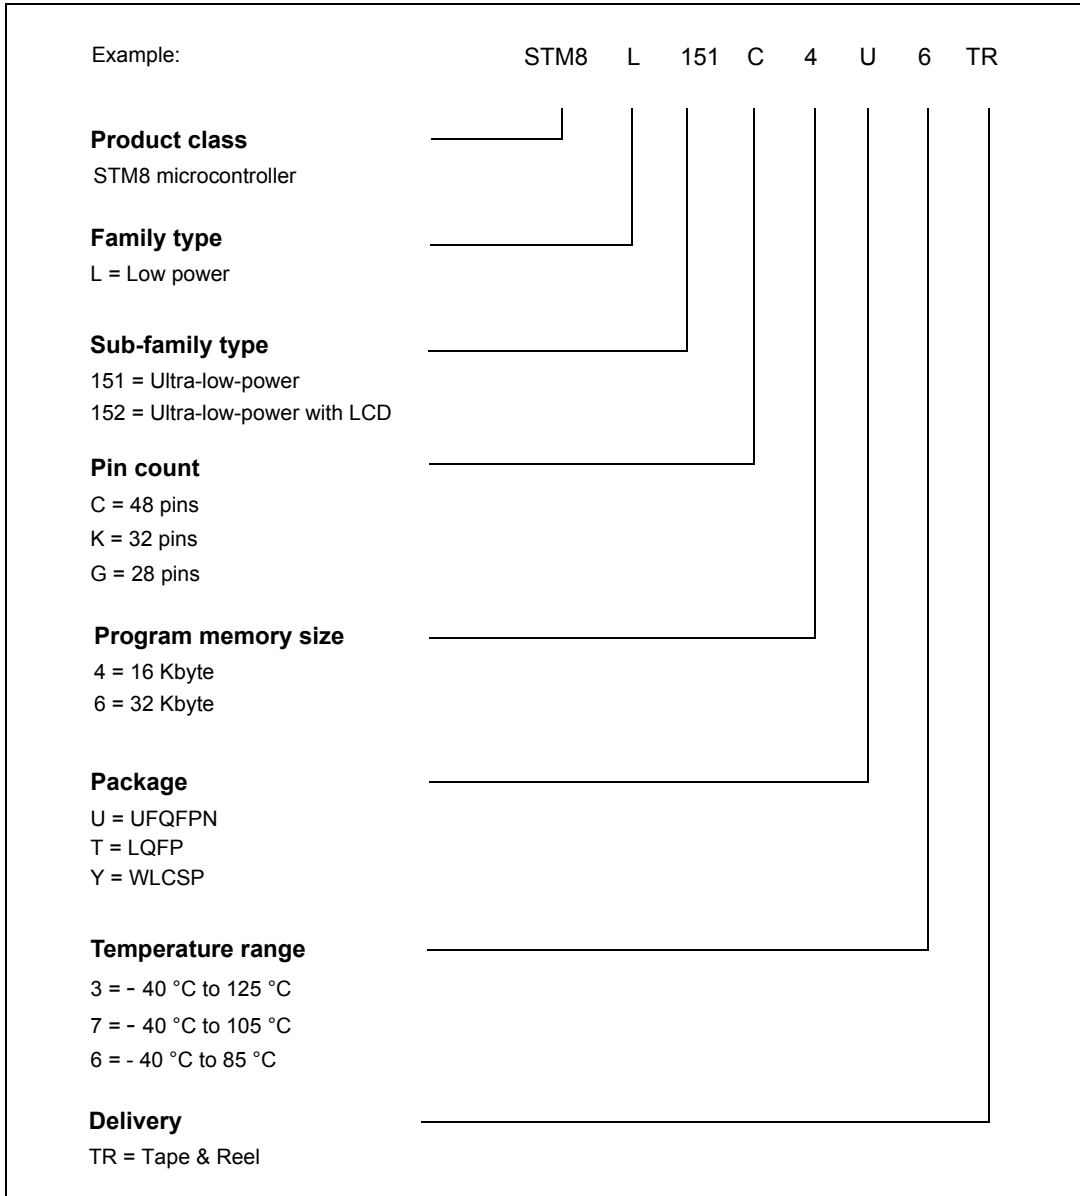 Example: STM8 L 151 C 4 U 6 TR
Product class
STM8 microcontroller
Family type
L = Low power
Sub-family type
151 = Ultra-low-power
152 = Ultra-low-power with LCD
Pin count
C = 48 pins
K = 32 pins
G = 28 pins
Program memory size
4 = 16 Kbyte
6 = 32 Kbyte
Package
U = UFQFPN
T = LQFP
Y = WLCSP
Temperature range
3 = - 40 °C to 125 °C
7 = - 40 °C to 105 °C
6 = - 40 °C to 85 °C
Delivery
TR = Tape & Reel